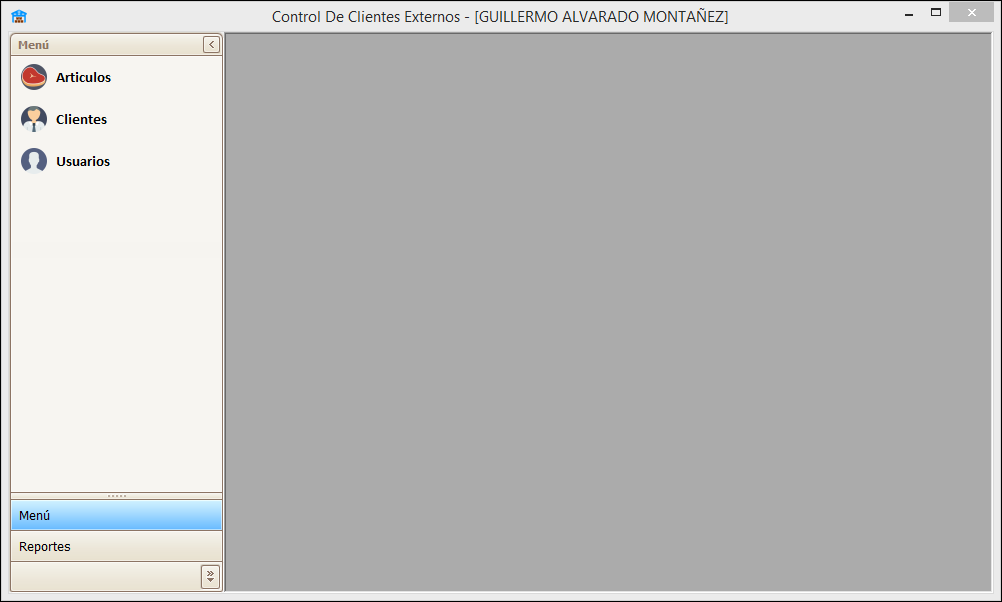 Control De Clientes Externos - [GUILLERMO ALVARADO MONTAÑEZ]
Menú
Articulos
Clientes
Usuarios
Menú
Reportes